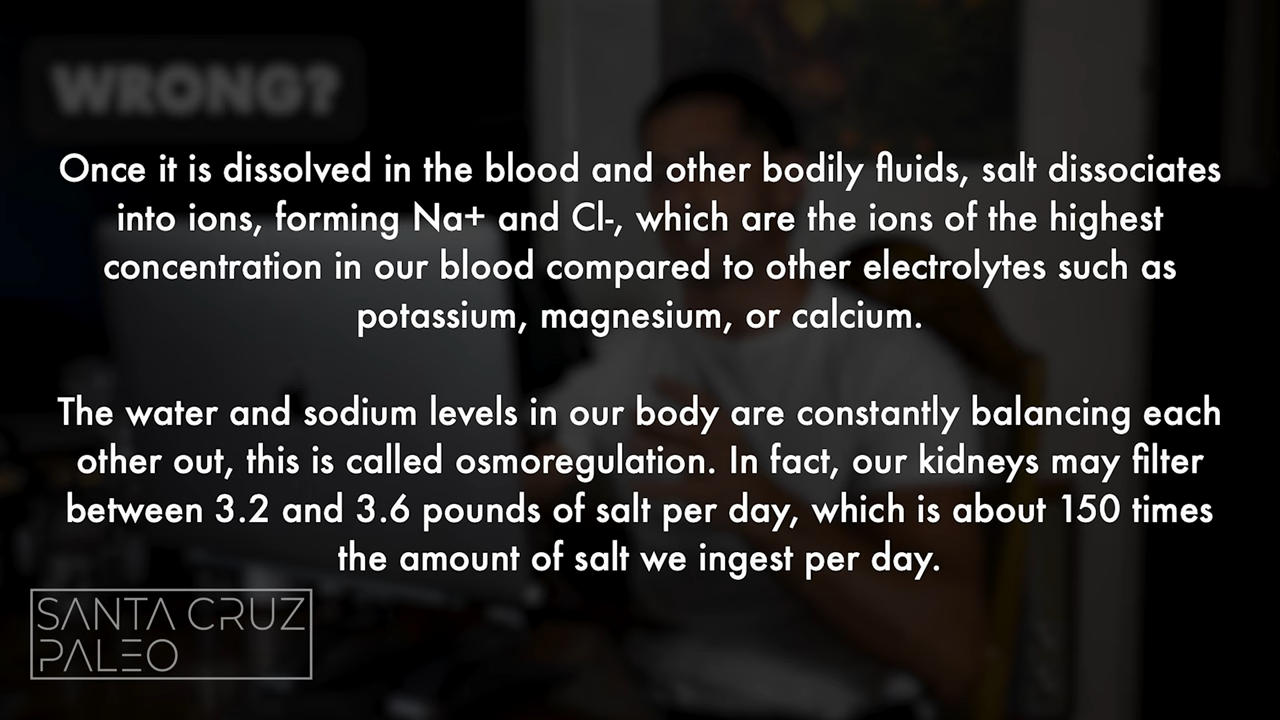 WRONG?
Once it is dissolved in the blood and other bodily fluids, salt dissociates
into ions, forming Na+ and Cl-, which are the ions of the highest
concentration in our blood compared to other electrolytes such as
potassium, magnesium, or calcium.
The water and sodium levels in our body are constantly balancing each
other out, this is called osmoregulation. In fact, our kidneys may filter
between 3.2 and 3.6 pounds of salt per day, which is about 150 times
the amount of salt we ingest per day.
SANTA CRUZ
PALEO